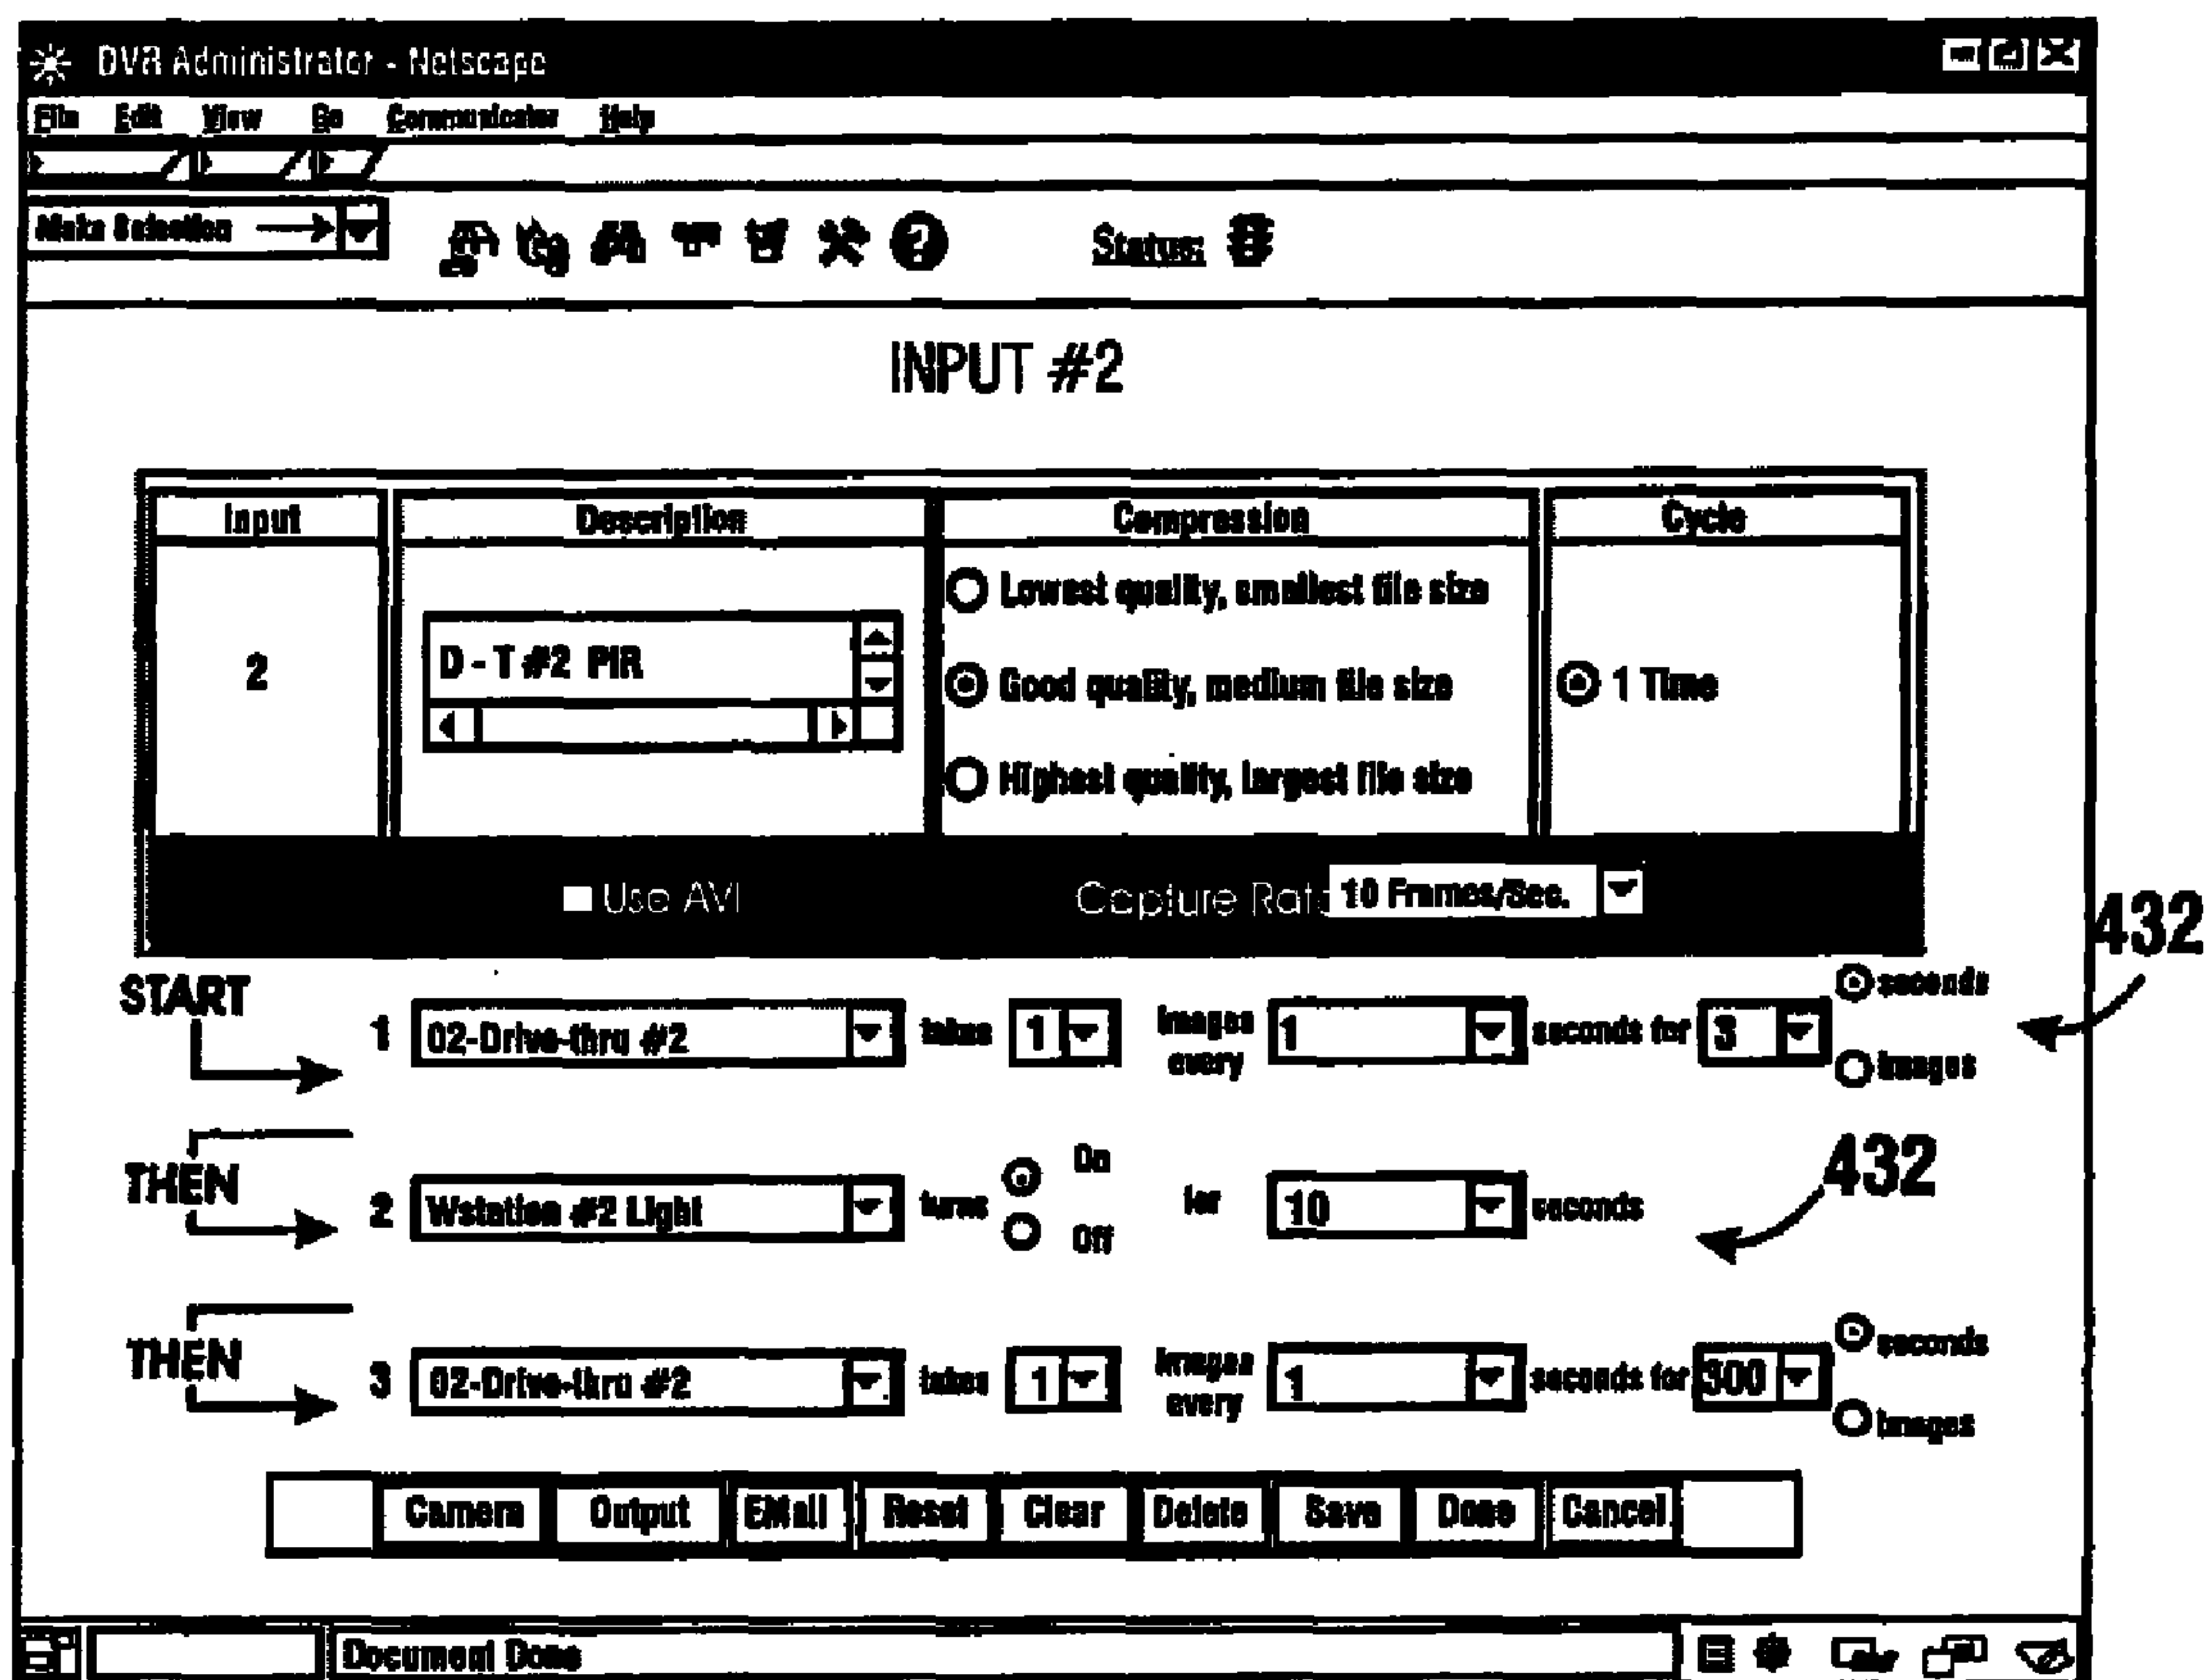 DVR Administrator - Netscape
File Edit View Go Communicator Help
Make Selection
Status:
INPUT #2
Input Description Compression Cycle
Lowest quality, smallest file size
2 D - T #2 PIR Good quality, medium file size 1 Time
Highest quality, largest file size
Use AVI Capture Rate 10 Frames/Sec.
432
START
1 02-Drive-thru #2 takes 1 Images every 1 seconds for 3 seconds
images
432
THEN
2 Wstation #2 Light turns On for 10 seconds
Off
THEN
3 02-Drive-thru #2 takes 1 Images every 1 seconds for 300 seconds
Images
Camera Output EMail Reset Clear Delete Save Done Cancel
Document Done